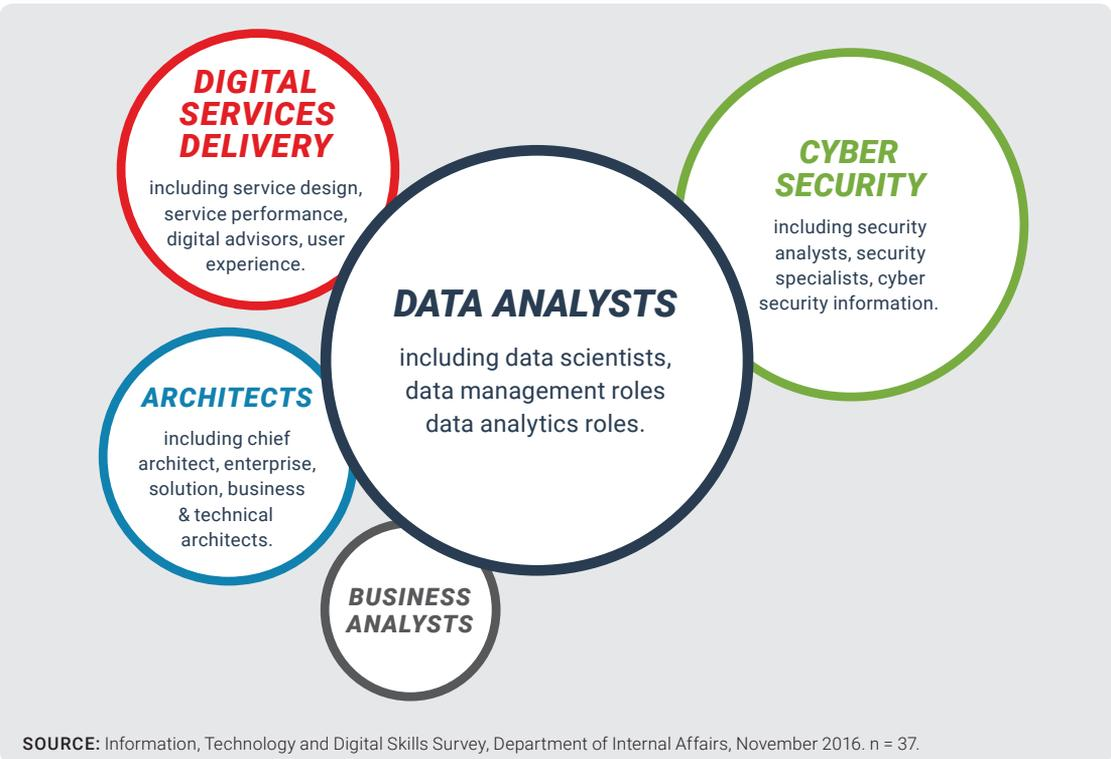 DIGITAL
SERVICES
DELIVERY
including service design,
service performance,
digital advisors, user
experience.
CYBER
SECURITY
including security
analysts, security
specialists, cyber
security information.
DATA ANALYSTS
including data scientists,
data management roles
data analytics roles.
ARCHITECTS
including chief
architect, enterprise,
solution, business
& technical
architects.
BUSINESS
ANALYSTS
SOURCE: Information, Technology and Digital Skills Survey, Department of Internal Affairs, November 2016. n = 37.